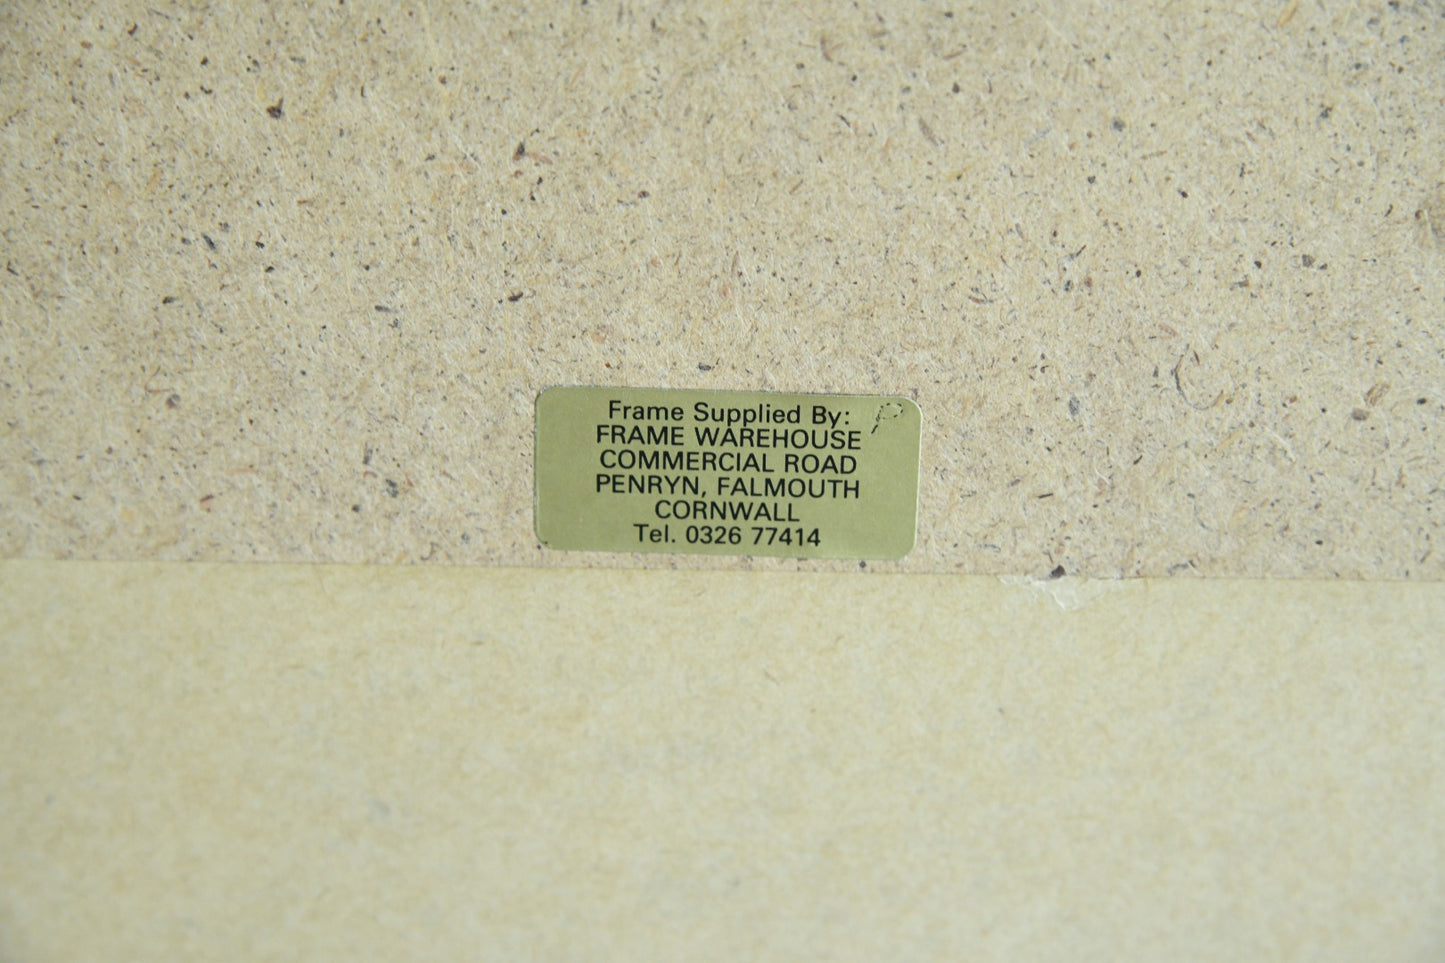 Frame Supplied By:
P
FRAME WAREHOUSE
COMMERCIAL ROAD
PENRYN, FALMOUTH
CORNWALL
Tel. 0326 77414